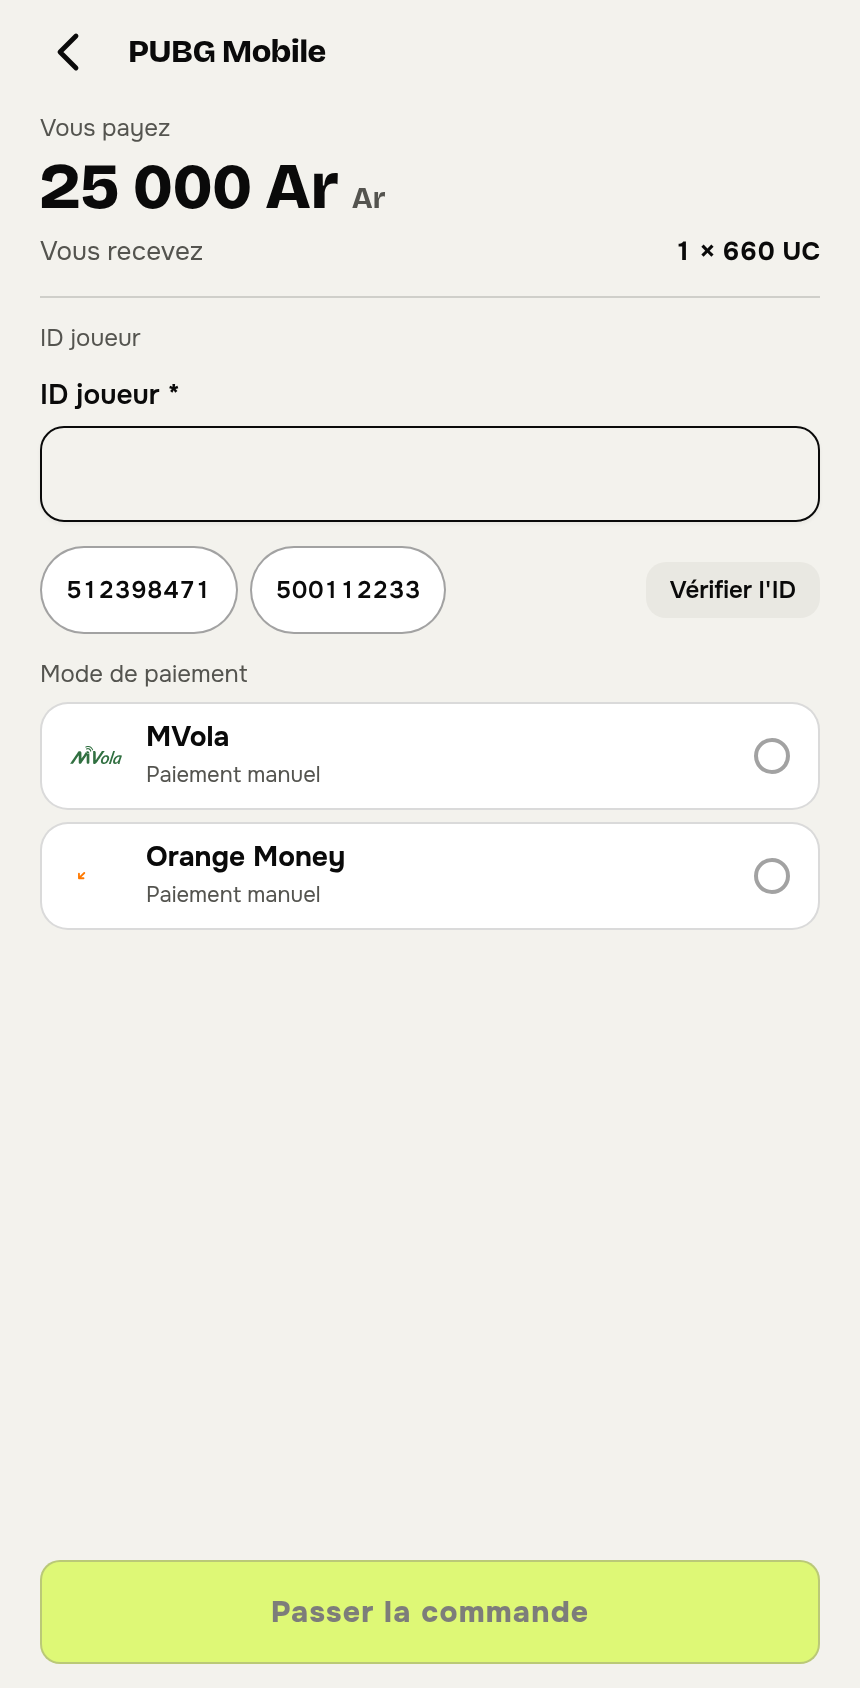 PUBG Mobile
Vous payez
25 000 Ar Ar
Vous recevez 1 × 660 UC
ID joueur
ID joueur *
512398471 500112233 Vérifier l'ID
Mode de paiement
MVola
MVola
Paiement manuel
Orange Money
Paiement manuel
Passer la commande